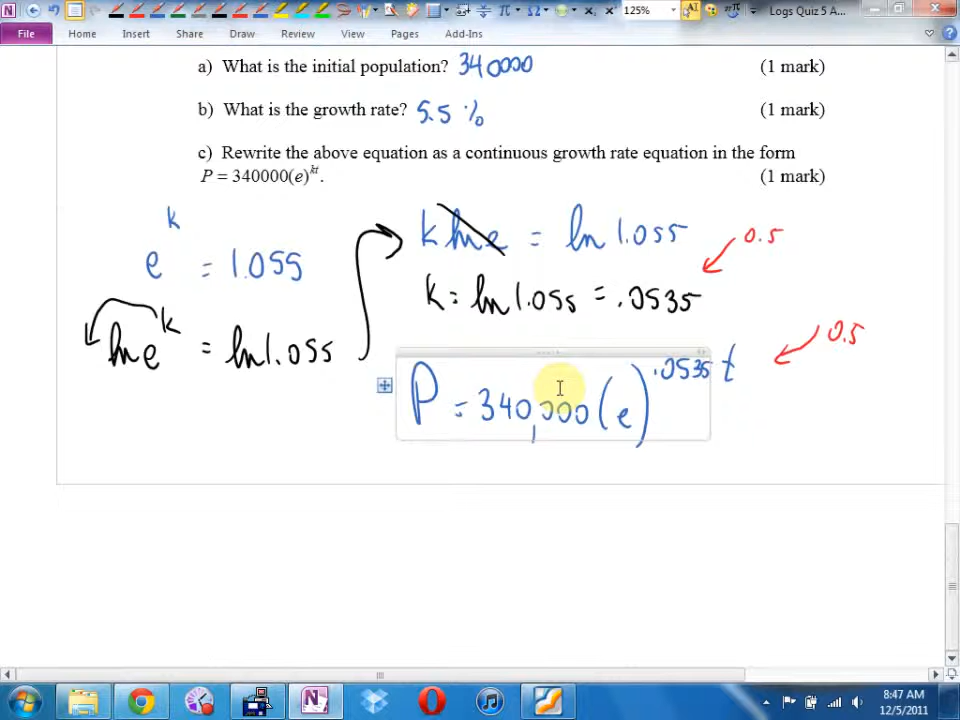 125%
Logs Quiz 5 A...
File Home Insert Share Draw Review View Pages Add-Ins
a) What is the initial population? 340000 (1 mark)
b) What is the growth rate? 5.5 % (1 mark)
c) Rewrite the above equation as a continuous growth rate equation in the form
P = 340000(e)^kt. (1 mark)
e^k = 1.055
ln e^k = ln 1.055
k ln e = ln 1.055
0.5
k = ln 1.055 = .0535
0.5
P = 340,000 (e)^.0535 t
8:47 AM
12/5/2011